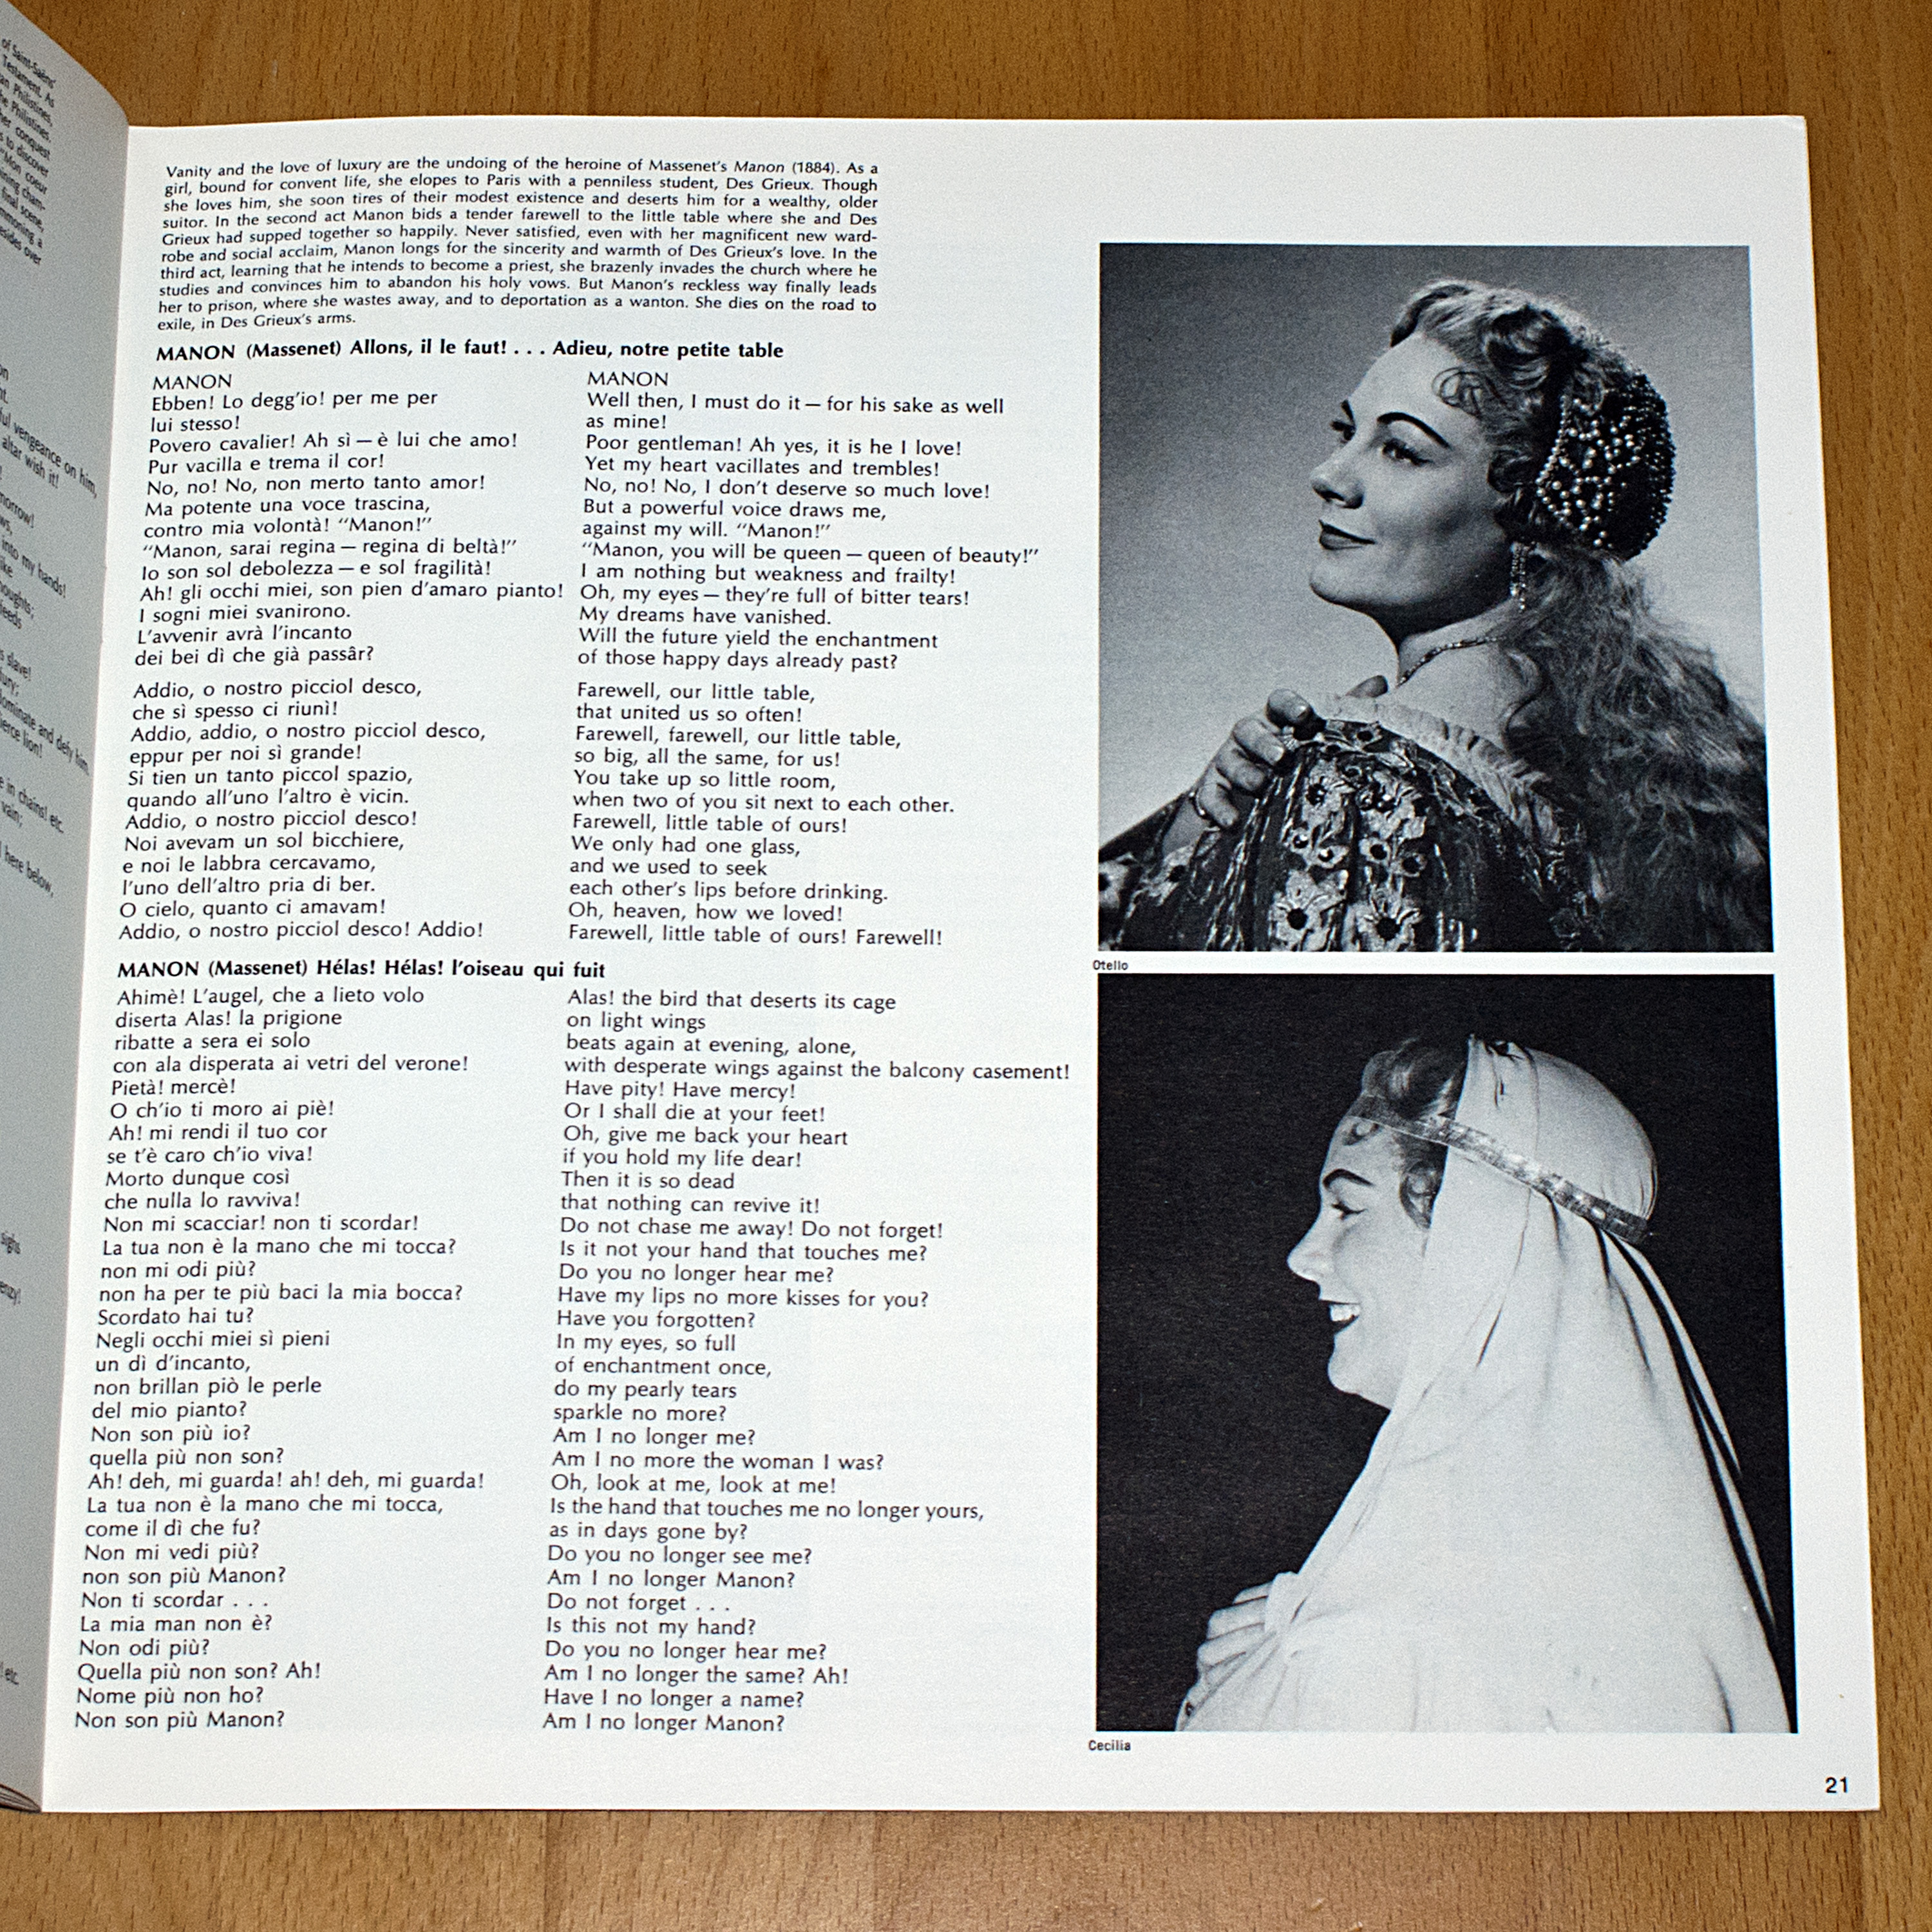 of Saint-Saëns'
Testament. As
Philistines,
Philistines.
conquest
to discover
"Mon coeur
final scene,
a
over
vengeance on him,
altar wish it!
into my hands!
slave!
and defy him,
lion!
in chains! etc.
vain;
here below,
sighs
etc.
Vanity and the love of luxury are the undoing of the heroine of Massenet's Manon (1884). As a
girl, bound for convent life, she elopes to Paris with a penniless student, Des Grieux. Though
she loves him, she soon tires of their modest existence and deserts him for a wealthy, older
suitor. In the second act Manon bids a tender farewell to the little table where she and Des
Grieux had supped together so happily. Never satisfied, even with her magnificent new ward-
robe and social acclaim, Manon longs for the sincerity and warmth of Des Grieux's love. In the
third act, learning that he intends to become a priest, she brazenly invades the church where he
studies and convinces him to abandon his holy vows. But Manon's reckless way finally leads
her to prison, where she wastes away, and to deportation as a wanton. She dies on the road to
exile, in Des Grieux's arms.
MANON (Massenet) Allons, il le faut! . . . Adieu, notre petite table
MANON
Ebben! Lo degg'io! per me per
lui stesso!
Povero cavalier! Ah sì — è lui che amo!
Pur vacilla e trema il cor!
No, no! No, non merto tanto amor!
Ma potente una voce trascina,
contro mia volontà! "Manon!"
"Manon, sarai regina — regina di beltà!"
Io son sol debolezza — e sol fragilità!
Ah! gli occhi miei, son pien d'amaro pianto!
I sogni miei svanirono.
L'avvenir avrà l'incanto
dei bei dì che già passâr?
Addio, o nostro picciol desco,
che sì spesso ci riunì!
Addio, addio, o nostro picciol desco,
eppur per noi sì grande!
Si tien un tanto piccol spazio,
quando all'uno l'altro è vicin.
Addio, o nostro picciol desco!
Noi avevam un sol bicchiere,
e noi le labbra cercavamo,
l'uno dell'altro pria di ber.
O cielo, quanto ci amavam!
Addio, o nostro picciol desco! Addio!
MANON
Well then, I must do it — for his sake as well
as mine!
Poor gentleman! Ah yes, it is he I love!
Yet my heart vacillates and trembles!
No, no! No, I don't deserve so much love!
But a powerful voice draws me,
against my will. "Manon!"
"Manon, you will be queen — queen of beauty!"
I am nothing but weakness and frailty!
Oh, my eyes — they're full of bitter tears!
My dreams have vanished.
Will the future yield the enchantment
of those happy days already past?
Farewell, our little table,
that united us so often!
Farewell, farewell, our little table,
so big, all the same, for us!
You take up so little room,
when two of you sit next to each other.
Farewell, little table of ours!
We only had one glass,
and we used to seek
each other's lips before drinking.
Oh, heaven, how we loved!
Farewell, little table of ours! Farewell!
MANON (Massenet) Hélas! Hélas! l'oiseau qui fuit
Ahimè! L'augel, che a lieto volo
diserta Alas! la prigione
ribatte a sera ei solo
con ala disperata ai vetri del verone!
Pietà! mercè!
O ch'io ti moro ai piè!
Ah! mi rendi il tuo cor
se t'è caro ch'io viva!
Morto dunque così
che nulla lo ravviva!
Non mi scacciar! non ti scordar!
La tua non è la mano che mi tocca?
non mi odi più?
non ha per te più baci la mia bocca?
Scordato hai tu?
Negli occhi miei sì pieni
un dì d'incanto,
non brillan piò le perle
del mio pianto?
Non son più io?
quella più non son?
Ah! deh, mi guarda! ah! deh, mi guarda!
La tua non è la mano che mi tocca,
come il dì che fu?
Non mi vedi più?
non son più Manon?
Non ti scordar . . .
La mia man non è?
Non odi più?
Quella più non son? Ah!
Nome più non ho?
Non son più Manon?
Alas! the bird that deserts its cage
on light wings
beats again at evening, alone,
with desperate wings against the balcony casement!
Have pity! Have mercy!
Or I shall die at your feet!
Oh, give me back your heart
if you hold my life dear!
Then it is so dead
that nothing can revive it!
Do not chase me away! Do not forget!
Is it not your hand that touches me?
Do you no longer hear me?
Have my lips no more kisses for you?
Have you forgotten?
In my eyes, so full
of enchantment once,
do my pearly tears
sparkle no more?
Am I no longer me?
Am I no more the woman I was?
Oh, look at me, look at me!
Is the hand that touches me no longer yours,
as in days gone by?
Do you no longer see me?
Am I no longer Manon?
Do not forget . . .
Is this not my hand?
Do you no longer hear me?
Am I no longer the same? Ah!
Have I no longer a name?
Am I no longer Manon?
Otello
Cecilia
21